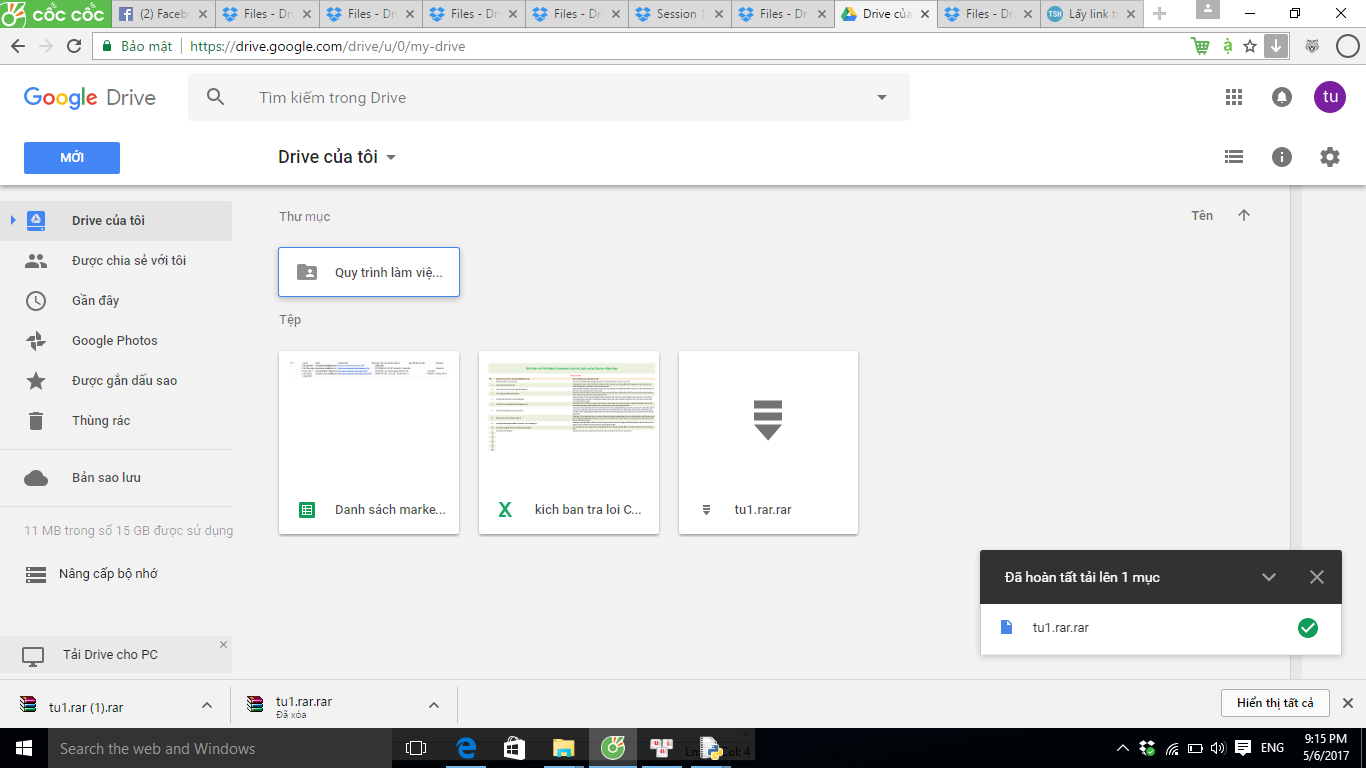 cốc cốc
(2) Faceb
Files - Dr
Files - Dr
Files - Dr
Files - Dr
Session
Files - Dr
Drive củ
Files - Dr
TSH Lấy link t
Bảo mật
https://drive.google.com/drive/u/0/my-drive
à
Google Drive
Tìm kiếm trong Drive
tu
MỚI
Drive của tôi
Drive của tôi
Được chia sẻ với tôi
Gần đây
Google Photos
Được gắn dấu sao
Thùng rác
Bản sao lưu
11 MB trong số 15 GB được sử dụng
Nâng cấp bộ nhớ
Tải Drive cho PC
Thư mục
Tên
Quy trình làm việ...
Tệp
Danh sách marke...
kich ban tra loi C...
tu1.rar.rar
Đã hoàn tất tải lên 1 mục
tu1.rar.rar
tu1.rar (1).rar
tu1.rar.rar
Đã xóa
Hiển thị tất cả
Search the web and Windows
ENG
9:15 PM
5/6/2017